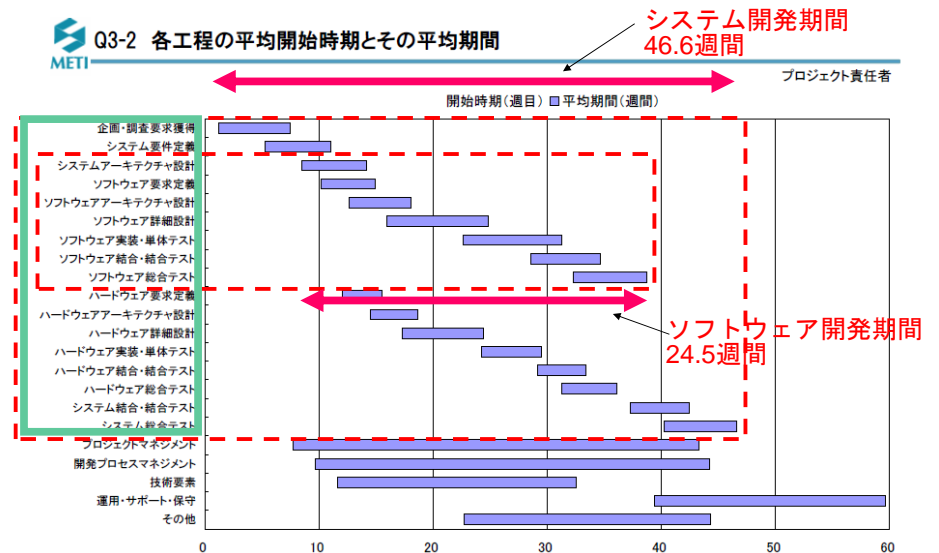 システム開発期間
46.6週間
METI
Q3-2 各工程の平均開始時期とその平均期間
プロジェクト責任者
開始時期(週目) 平均期間(週間)
企画・調査要求獲得
システム要件定義
システムアーキテクチャ設計
ソフトウェア要求定義
ソフトウェアアーキテクチャ設計
ソフトウェア詳細設計
ソフトウェア実装・単体テスト
ソフトウェア結合・結合テスト
ソフトウェア総合テスト
ハードウェア要求定義
ハードウェアアーキテクチャ設計
ハードウェア詳細設計
ハードウェア実装・単体テスト
ハードウェア結合・結合テスト
ハードウェア総合テスト
システム結合・結合テスト
システム総合テスト
プロジェクトマネジメント
開発プロセスマネジメント
技術要素
運用・サポート・保守
その他
ソフトウェア開発期間
24.5週間
0 10 20 30 40 50 60